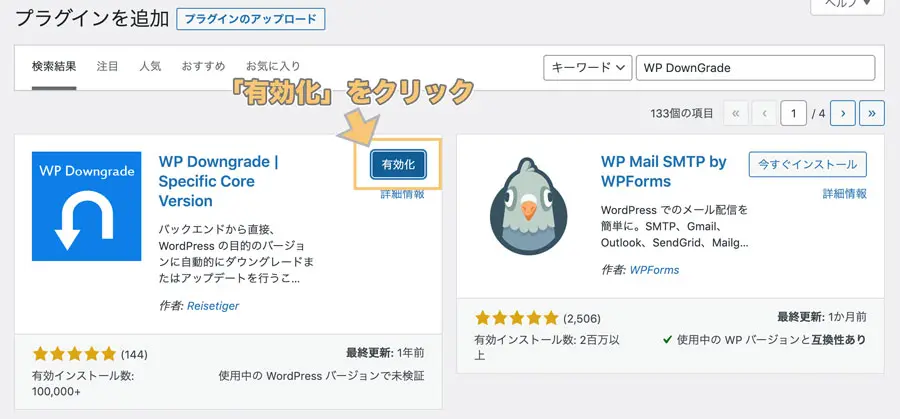 プラグインを追加
プラグインのアップロード
ヘルプ ▼
検索結果 注目 人気 おすすめ お気に入り
キーワード
WP DownGrade
「有効化」をクリック
133個の項目 « ‹ 1 / 4 › »
WP Downgrade
WP Downgrade |
Specific Core
Version
有効化
詳細情報
バックエンドから直接、
WordPress の目的のバージョ
ンに自動的にダウングレードま
たはアップデートを行うこ…
作者: Reisetiger
(144)
最終更新: 1年前
有効インストール数:
100,000+
使用中の WordPress バージョンで未検証
WP Mail SMTP by
WPForms
今すぐインストール
詳細情報
WordPress でのメール配信を
簡単に。SMTP、Gmail、
Outlook、SendGrid、Mailg…
作者: WPForms
(2,506)
最終更新: 1か月前
有効インストール数: 2百万以
上
✓ 使用中の WP バージョンと互換性あり